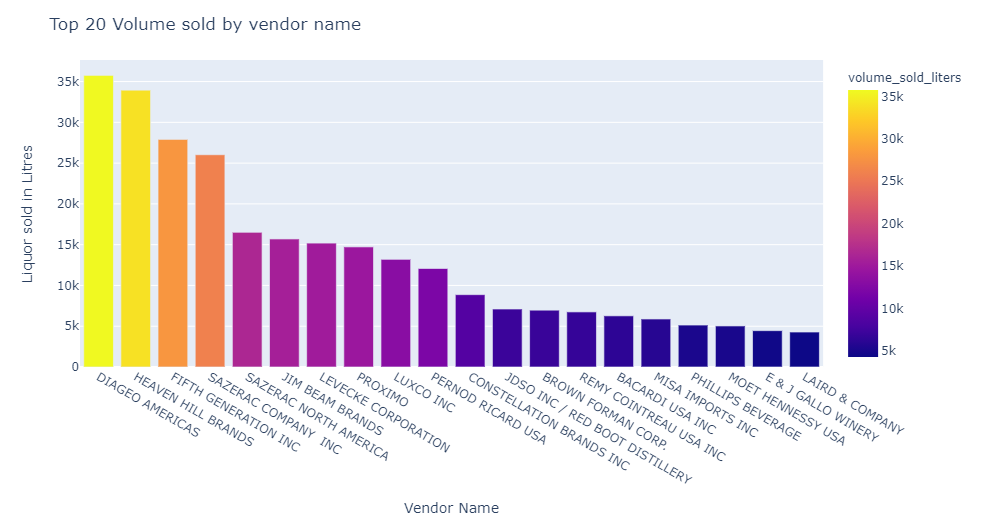 Top 20 Volume sold by vendor name
volume_sold_liters
35k
30k
25k
20k
15k
10k
5k
0
Liquor sold in Litres
DIAGEO AMERICAS
HEAVEN HILL BRANDS
FIFTH GENERATION INC
SAZERAC COMPANY  INC
SAZERAC NORTH AMERICA
JIM BEAM BRANDS
LEVECKE CORPORATION
PROXIMO
LUXCO INC
PERNOD RICARD USA
CONSTELLATION BRANDS INC
JDSO INC / RED BOOT DISTILLERY
BROWN FORMAN CORP.
REMY COINTREAU USA INC
BACARDI USA INC
MISA IMPORTS INC
PHILLIPS BEVERAGE
MOET HENNESSY USA
E & J GALLO WINERY
LAIRD & COMPANY
Vendor Name
35k
30k
25k
20k
15k
10k
5k